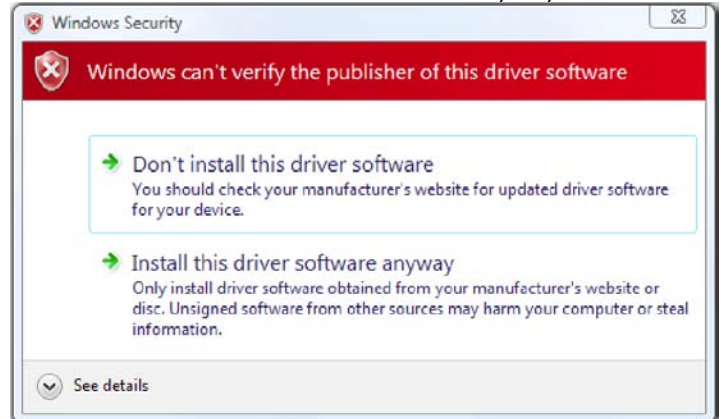 Windows Security
Windows can't verify the publisher of this driver software
Don't install this driver software
You should check your manufacturer's website for updated driver software
for your device.
Install this driver software anyway
Only install driver software obtained from your manufacturer's website or
disc. Unsigned software from other sources may harm your computer or steal
information.
See details